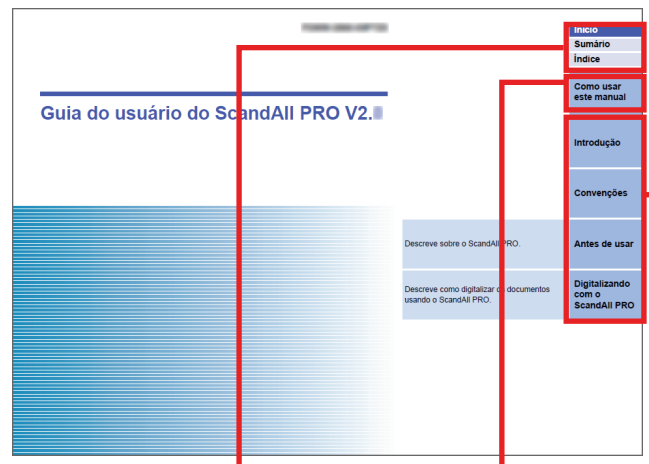 Início
Sumário
Índice
Como usar
este manual
Guia do usuário do ScandAll PRO V2.
Introdução
Convenções
Descreve sobre o ScandAll PRO.
Antes de usar
Descreve como digitalizar os documentos
usando o ScandAll PRO.
Digitalizando
com o
ScandAll PRO